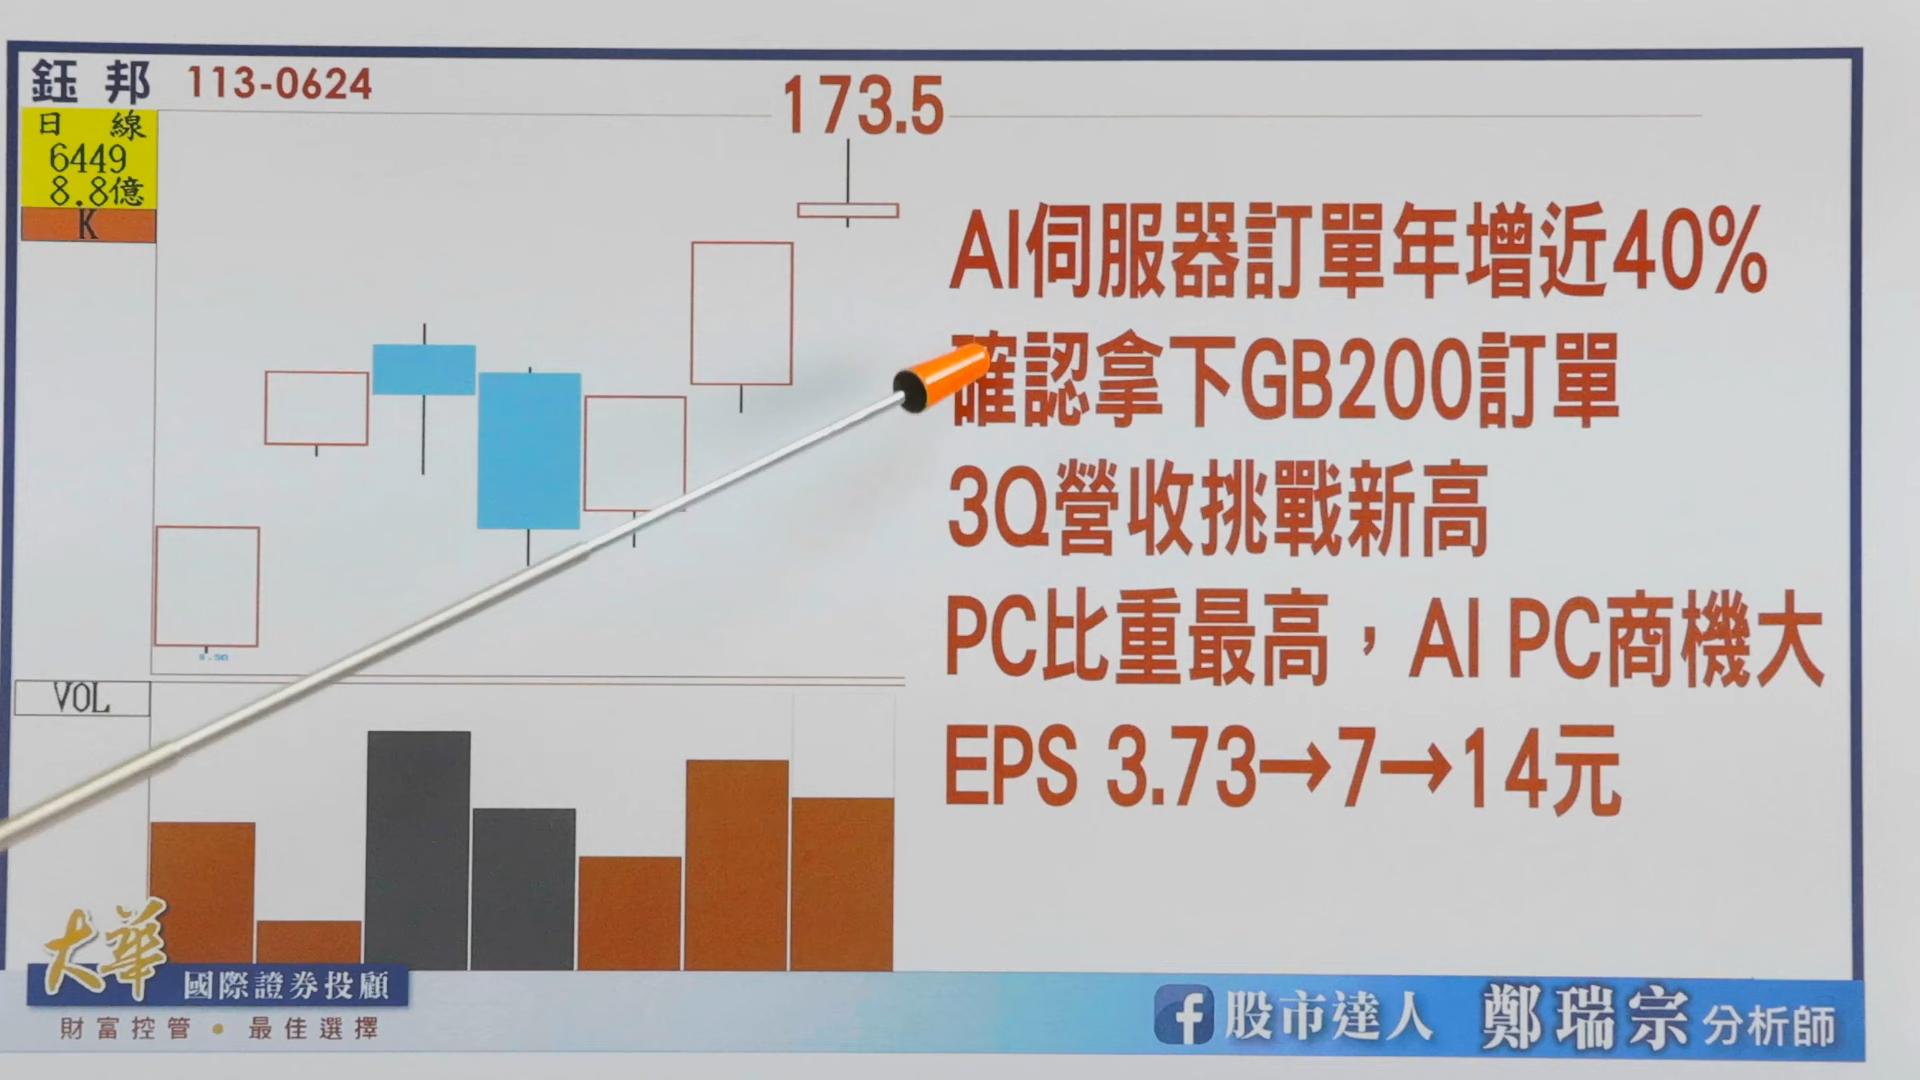 鈺邦 113-0624
173.5
日 線
6449
8.8億
K
AI伺服器訂單年增近40%
確認拿下GB200訂單
3Q營收挑戰新高
PC比重最高，AI PC商機大
EPS 3.73→7→14元
VOL
大華
國際證券投顧
財富控管•最佳選擇
股市達人 鄭瑞宗 分析師